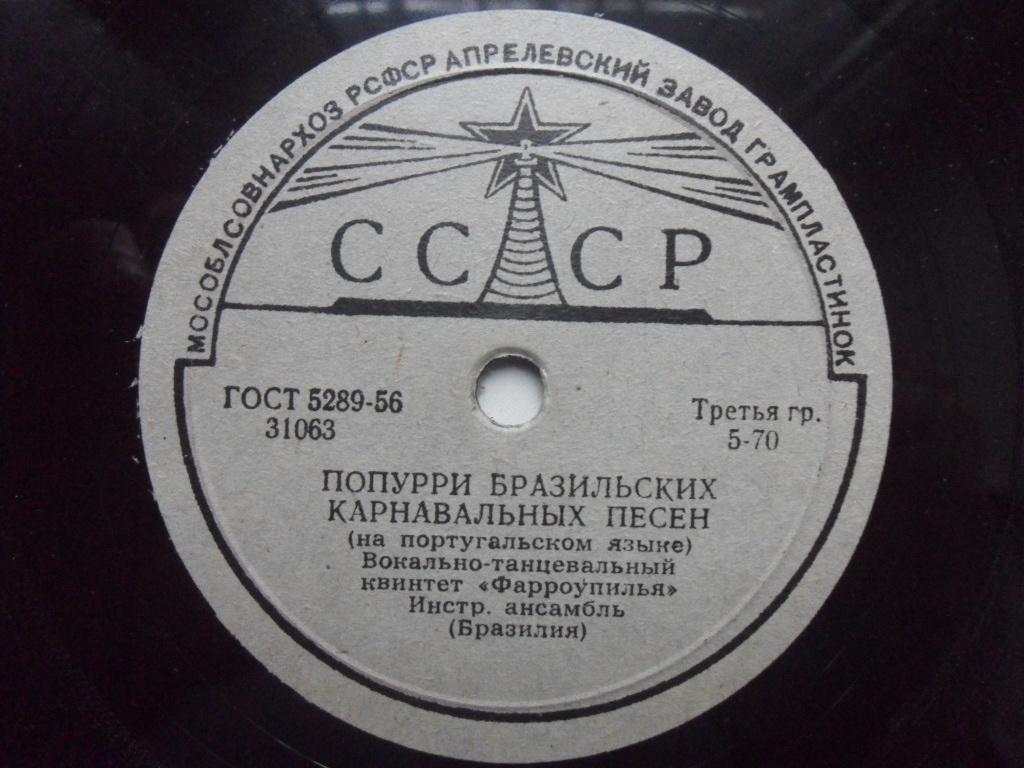 МОСОБЛСОВНАРХОЗ РСФСР АПРЕЛЕВСКИЙ ЗАВОД ГРАМПЛАСТИНОК
СССР
ГОСТ 5289-56
31063
Третья гр.
5-70
ПОПУРРИ БРАЗИЛЬСКИХ
КАРНАВАЛЬНЫХ ПЕСЕН
(на португальском языке)
Вокально-танцевальный
квинтет «Фарроупилья»
Инстр. ансамбль
(Бразилия)